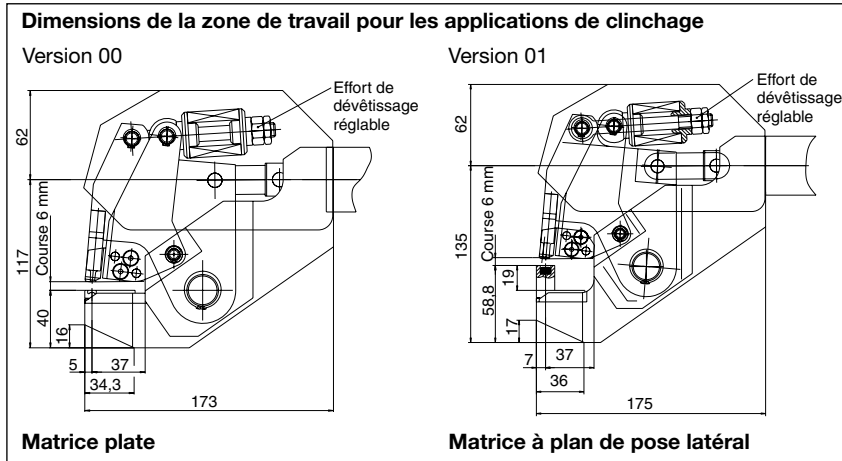 Dimensions de la zone de travail pour les applications de clinchage
Version 00
Effort de
dévêtissage
réglable
62
117
Course 6 mm
40
16
5
37
34,3
173
Matrice plate
Version 01
Effort de
dévêtissage
réglable
62
135
Course 6 mm
19
58,8
17
7
37
36
175
Matrice à plan de pose latéral